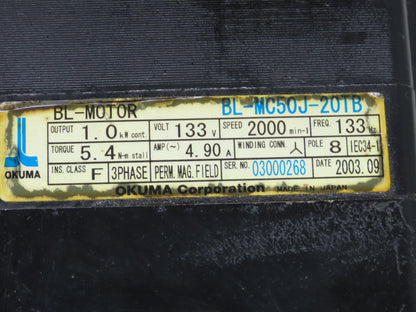 BL-MOTOR BL-MC50J-20TB
OUTPUT 1.0 kW cont. VOLT 133 V SPEED 2000 min-1 FREQ. 133 Hz
TORQUE 5.4 N-m stall AMP(~) 4.90 A WINDING CONN. 人 POLE 8 IEC34-1
OKUMA INS. CLASS F 3PHASE PERM. MAG. FIELD SER. NO. 03000268 DATE 2003.09
OKUMA Corporation MADE IN JAPAN